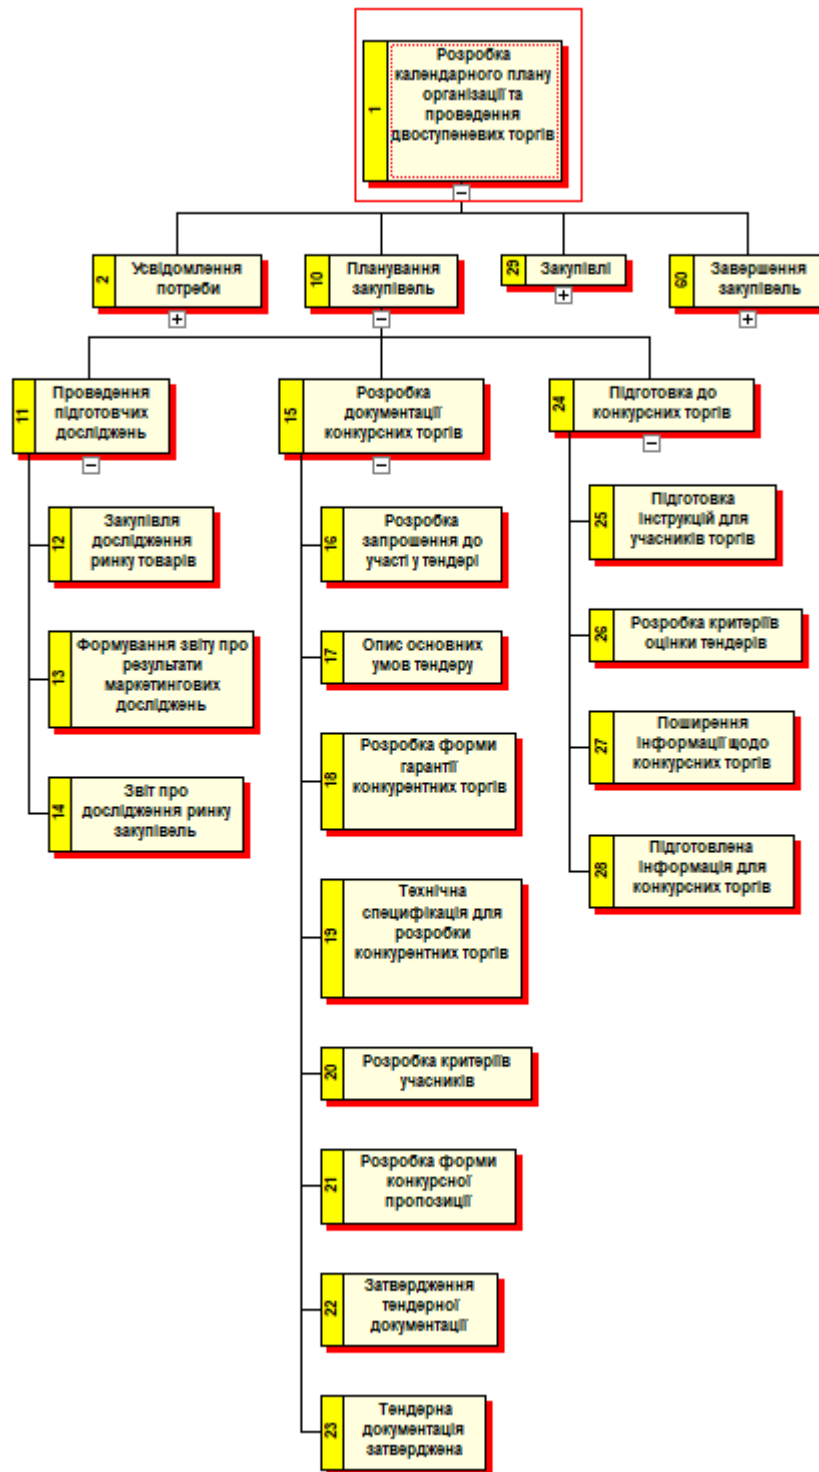 1
Розробка
календарного плану
організації та
проведення
двоступеневих торгів
2
Усвідомлення
потреби
10
Планування
закупівель
29
Закупівлі
60
Завершення
закупівель
11
Проведення
підготовчих
досліджень
15
Розробка
документації
конкурсних торгів
24
Підготовка до
конкурсних торгів
12
Закупівля
дослідження
ринку товарів
13
Формування звіту про
результати
маркетингових
досліджень
14
Звіт про
дослідження ринку
закупівель
16
Розробка
запрошення до
участі у тендері
17
Опис основних
умов тендеру
18
Розробка форми
гарантії
конкурентних торгів
19
Технічна
специфікація для
розробки
конкурентних торгів
20
Розробка критеріїв
учасників
21
Розробка форми
конкурсної
пропозиції
22
Затвердження
тендерної
документації
23
Тендерна
документація
затверджена
25
Підготовка
інструкцій для
учасників торгів
26
Розробка критеріїв
оцінки тендерів
27
Поширення
інформації щодо
конкурсних торгів
28
Підготовлена
інформація для
конкурсних торгів